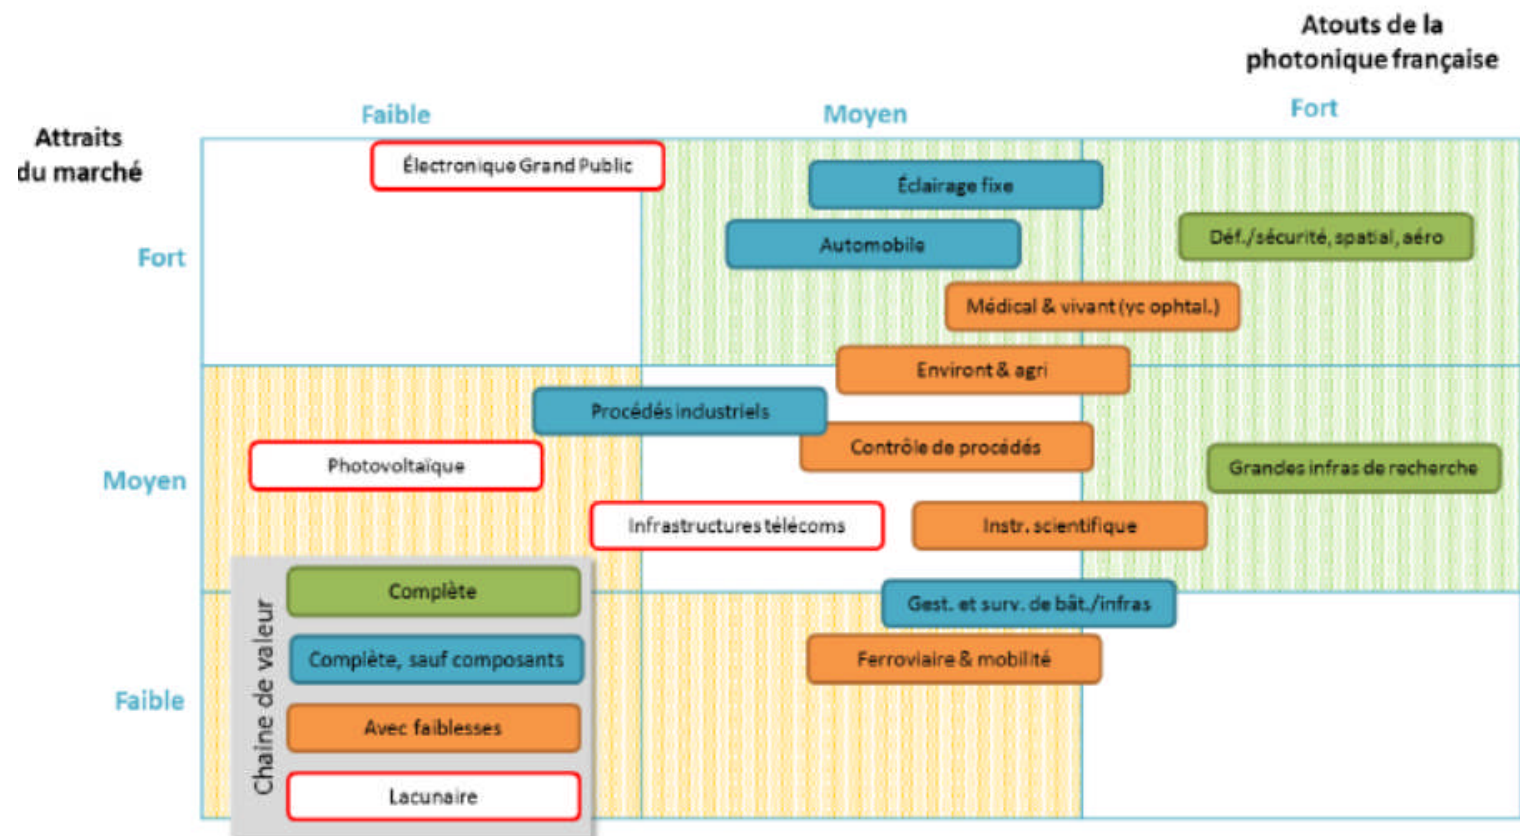 Atouts de la
photonique française
Faible
Moyen
Fort
Attraits
du marché
Électronique Grand Public
Éclairage fixe
Automobile
Déf./sécurité, spatial, aéro
Fort
Médical & vivant (yc ophtal.)
Environt & agri
Procédés industriels
Contrôle de procédés
Photovoltaïque
Grandes infras de recherche
Moyen
Infrastructures télécoms
Instr. scientifique
Complète
Gest. et surv. de bât./infras
Complète, sauf composants
Ferroviaire & mobilité
Faible
Chaine de valeur
Avec faiblesses
Lacunaire